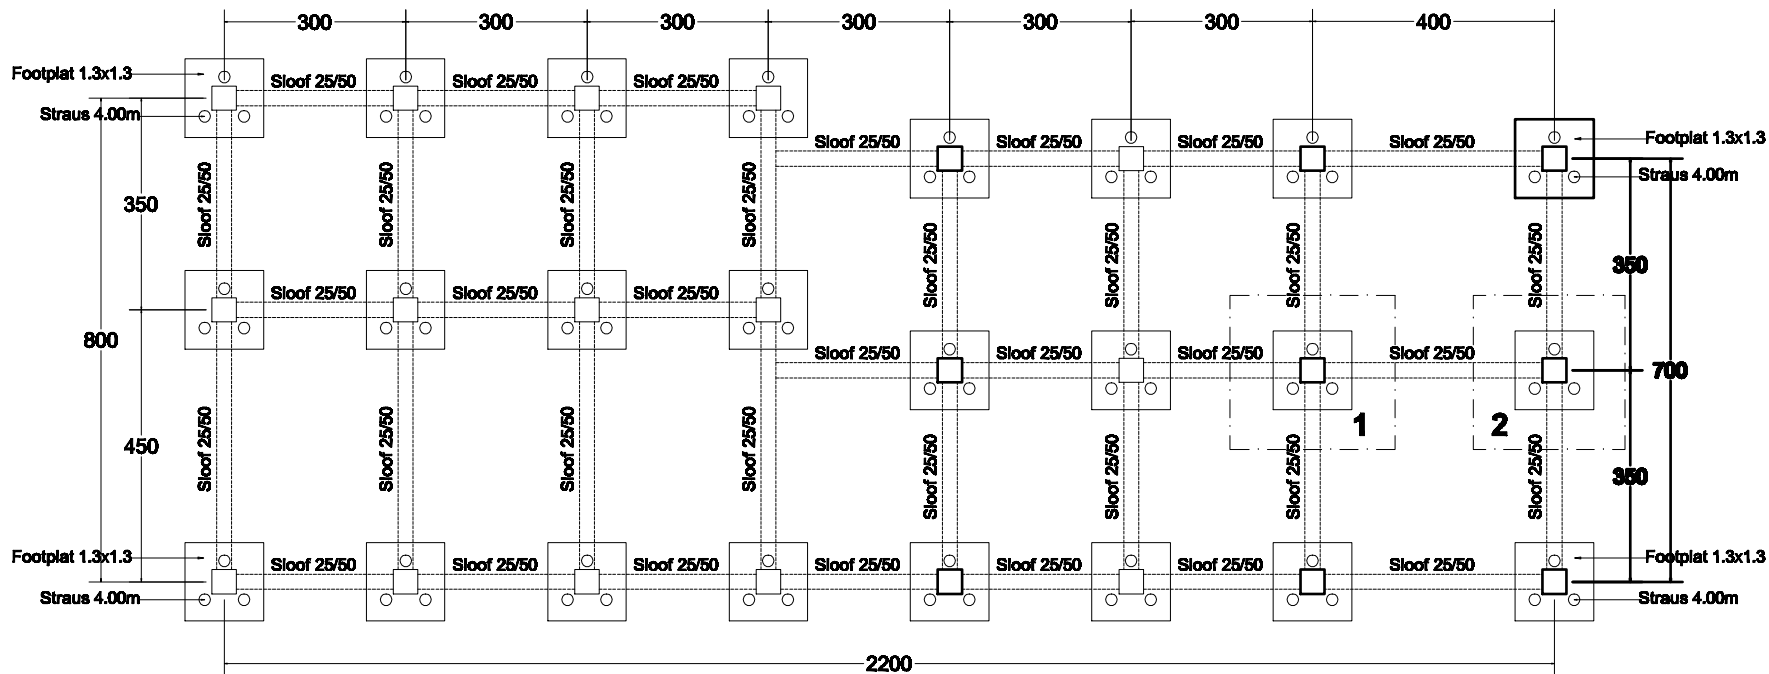 300 300 300 300 300 300 400
Footplat 1.3x1.3
Sloof 25/50 Sloof 25/50 Sloof 25/50
Straus 4.00m
Sloof 25/50 Sloof 25/50 Sloof 25/50 Sloof 25/50
Footplat 1.3x1.3
Straus 4.00m
350
Sloof 25/50 Sloof 25/50 Sloof 25/50 Sloof 25/50
Sloof 25/50 Sloof 25/50 Sloof 25/50 Sloof 25/50
350
Sloof 25/50 Sloof 25/50 Sloof 25/50
800
Sloof 25/50 Sloof 25/50 Sloof 25/50 Sloof 25/50
700
1 2
450
Sloof 25/50 Sloof 25/50 Sloof 25/50 Sloof 25/50
Sloof 25/50 Sloof 25/50 Sloof 25/50 Sloof 25/50
350
Footplat 1.3x1.3
Sloof 25/50 Sloof 25/50 Sloof 25/50 Sloof 25/50 Sloof 25/50 Sloof 25/50 Sloof 25/50
Footplat 1.3x1.3
Straus 4.00m
Straus 4.00m
2200